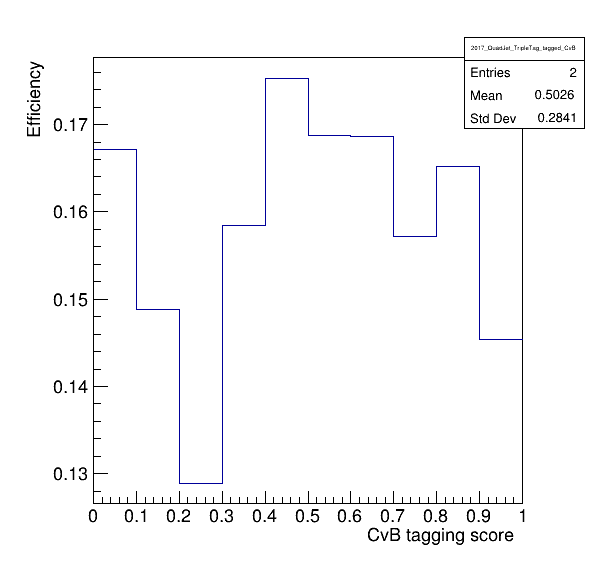 2017_QuadJet_TripleTag_tagged_CvB
Entries 2
Mean 0.5026
Std Dev 0.2841
Efficiency
0.17
0.16
0.15
0.14
0.13
0 0.1 0.2 0.3 0.4 0.5 0.6 0.7 0.8 0.9 1
CvB tagging score